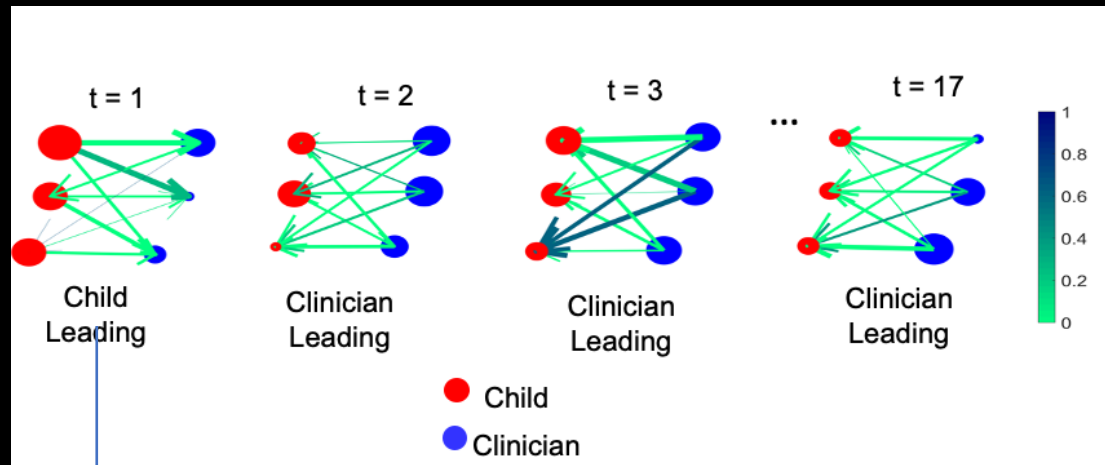 t = 1
t = 2
t = 3
...
t = 17
Child
Leading
Clinician
Leading
Clinician
Leading
Clinician
Leading
1
0.8
0.6
0.4
0.2
0
Child
Clinician